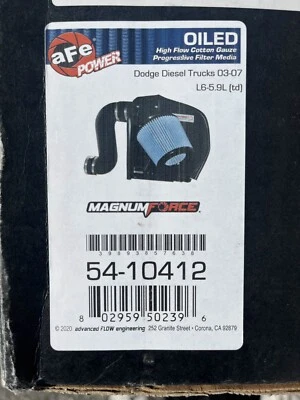 aFe
POWER
OILED
High Flow Cotton Gauze
Progressive Filter Media
Dodge Diesel Trucks 03-07
L6-5.9L (td)
MAGNUMFORCE
54-10412
8 02959 50239 6
© 2020 advanced FLOW engineering 252 Granite Street • Corona, CA 92879